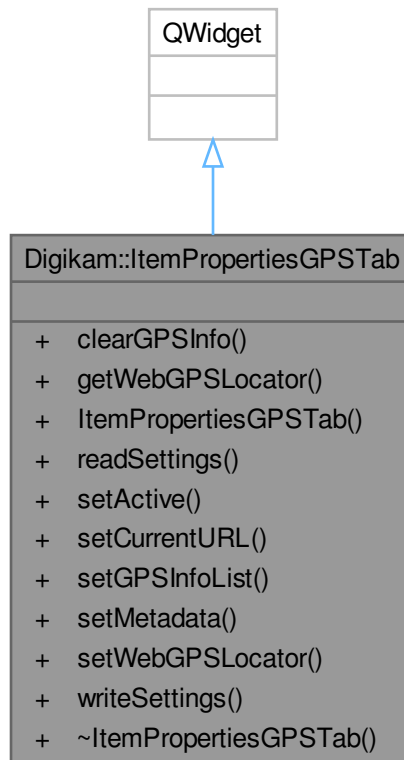 QWidget
Digikam::ItemPropertiesGPSTab
+ clearGPSInfo()
+ getWebGPSLocator()
+ ItemPropertiesGPSTab()
+ readSettings()
+ setActive()
+ setCurrentURL()
+ setGPSInfoList()
+ setMetadata()
+ setWebGPSLocator()
+ writeSettings()
+ ~ItemPropertiesGPSTab()